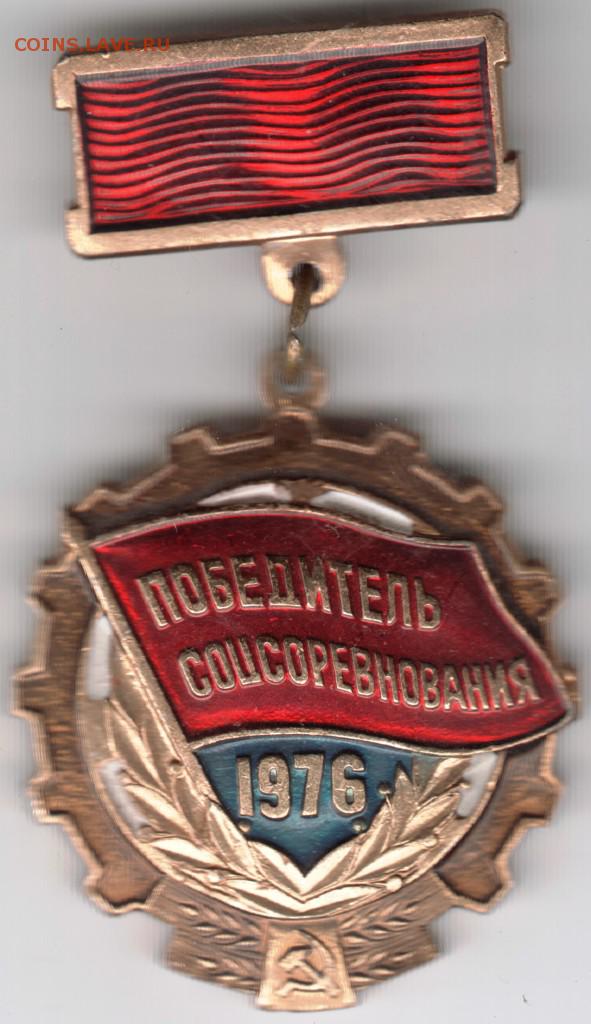 COINS.LAVE.RU
ПОБЕДИТЕЛЬ
СОЦСОРЕВНОВАНИЯ
1976